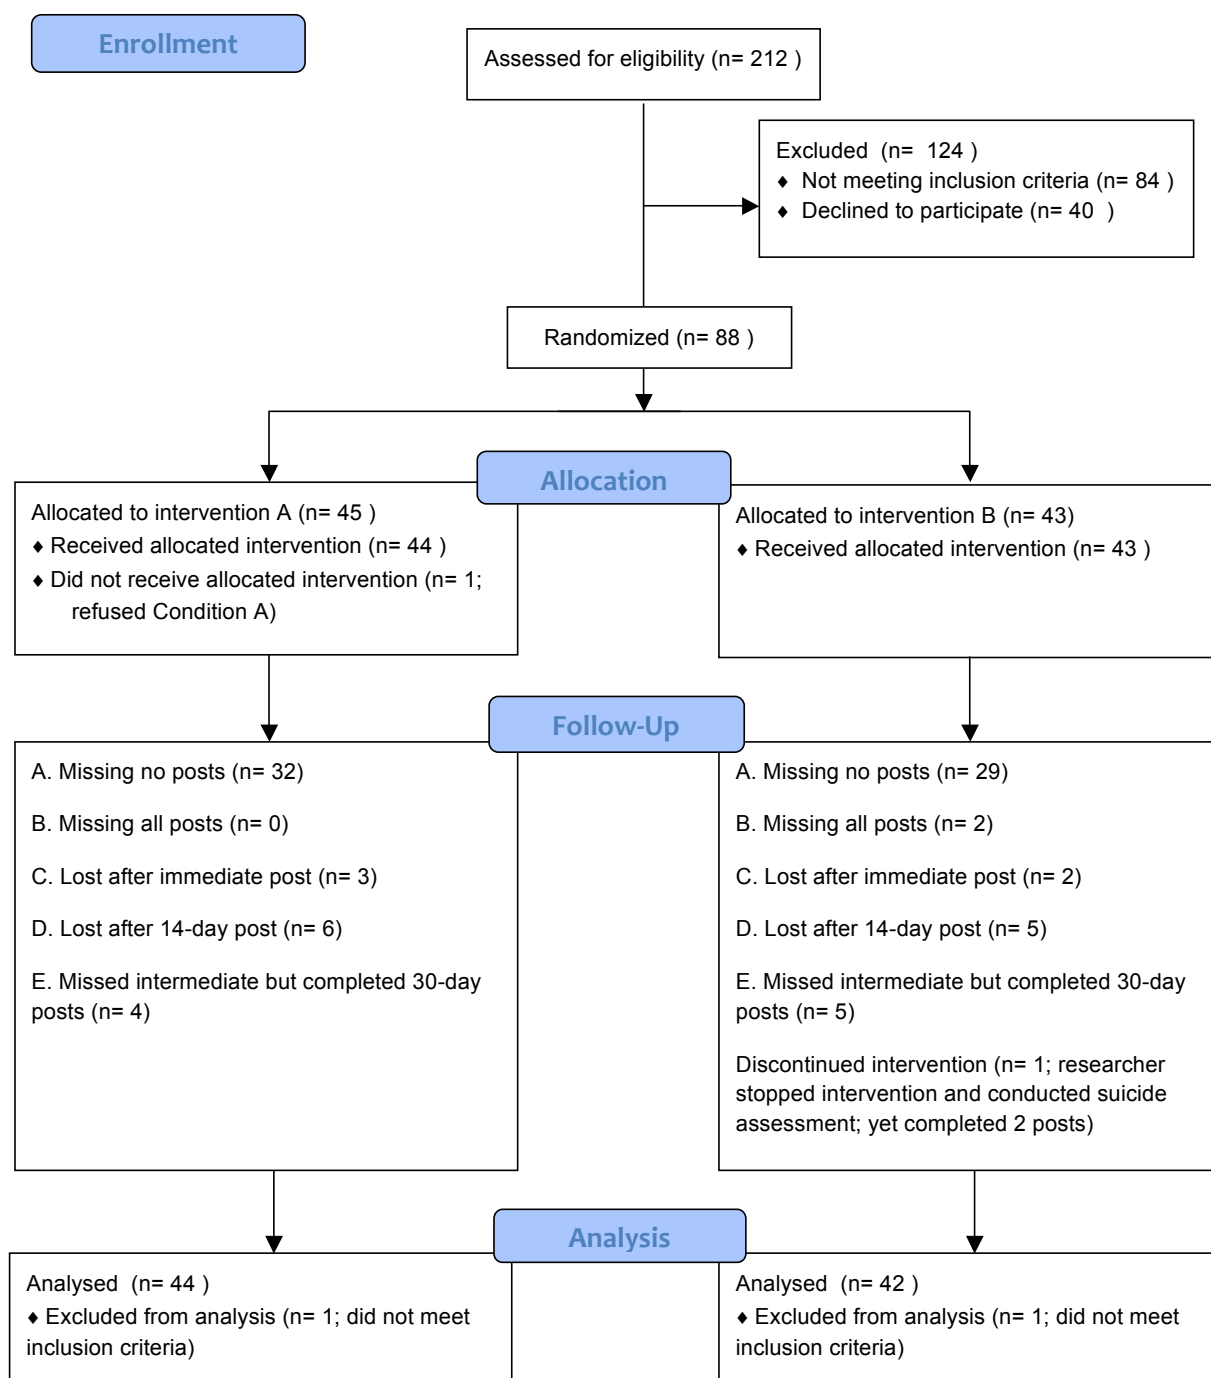 Enrollment
Assessed for eligibility (n= 212 )
Excluded (n= 124 )
♦ Not meeting inclusion criteria (n= 84 )
♦ Declined to participate (n= 40 )
Randomized (n= 88 )
Allocation
Allocated to intervention A (n= 45 )
♦ Received allocated intervention (n= 44 )
♦ Did not receive allocated intervention (n= 1;
refused Condition A)
Allocated to intervention B (n= 43)
♦ Received allocated intervention (n= 43 )
Follow-Up
A. Missing no posts (n= 32)
B. Missing all posts (n= 0)
C. Lost after immediate post (n= 3)
D. Lost after 14-day post (n= 6)
E. Missed intermediate but completed 30-day
posts (n= 4)
A. Missing no posts (n= 29)
B. Missing all posts (n= 2)
C. Lost after immediate post (n= 2)
D. Lost after 14-day post (n= 5)
E. Missed intermediate but completed 30-day
posts (n= 5)
Discontinued intervention (n= 1; researcher
stopped intervention and conducted suicide
assessment; yet completed 2 posts)
Analysis
Analysed (n= 44 )
♦ Excluded from analysis (n= 1; did not meet
inclusion criteria)
Analysed (n= 42 )
♦ Excluded from analysis (n= 1; did not meet
inclusion criteria)